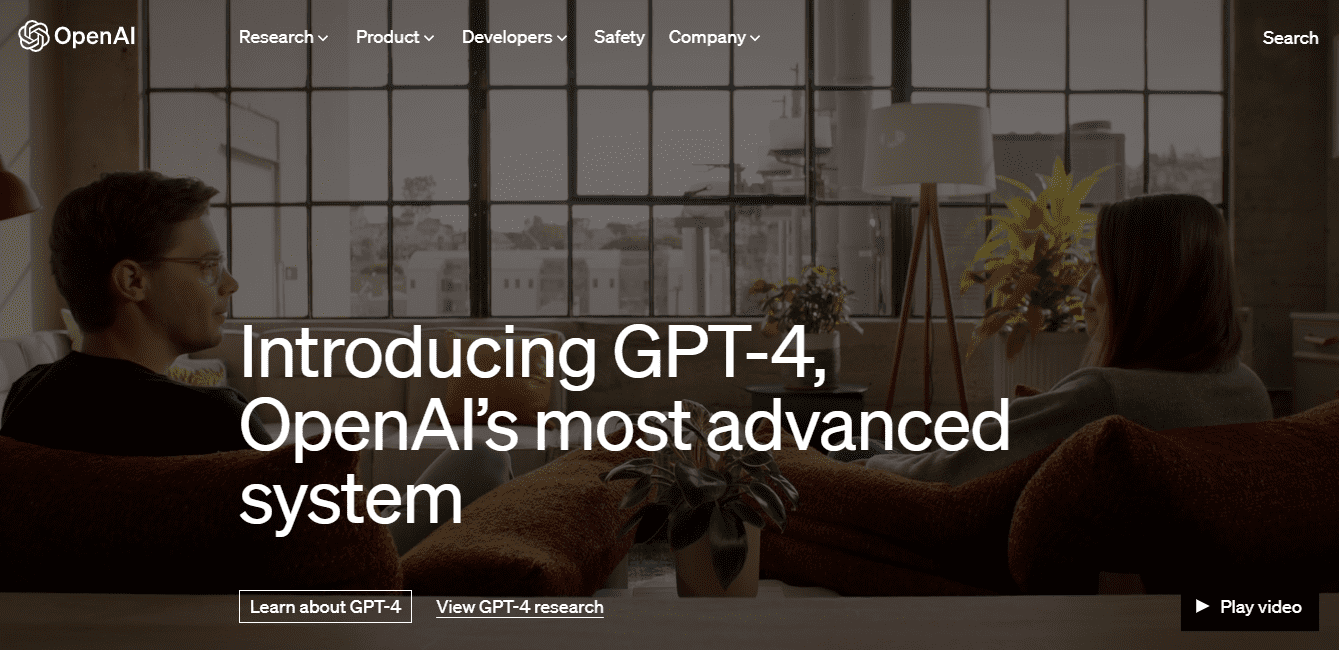 OpenAI
Research
Product
Developers
Safety
Company
Search
Introducing GPT-4,
OpenAI’s most advanced
system
Learn about GPT-4
View GPT-4 research
Play video